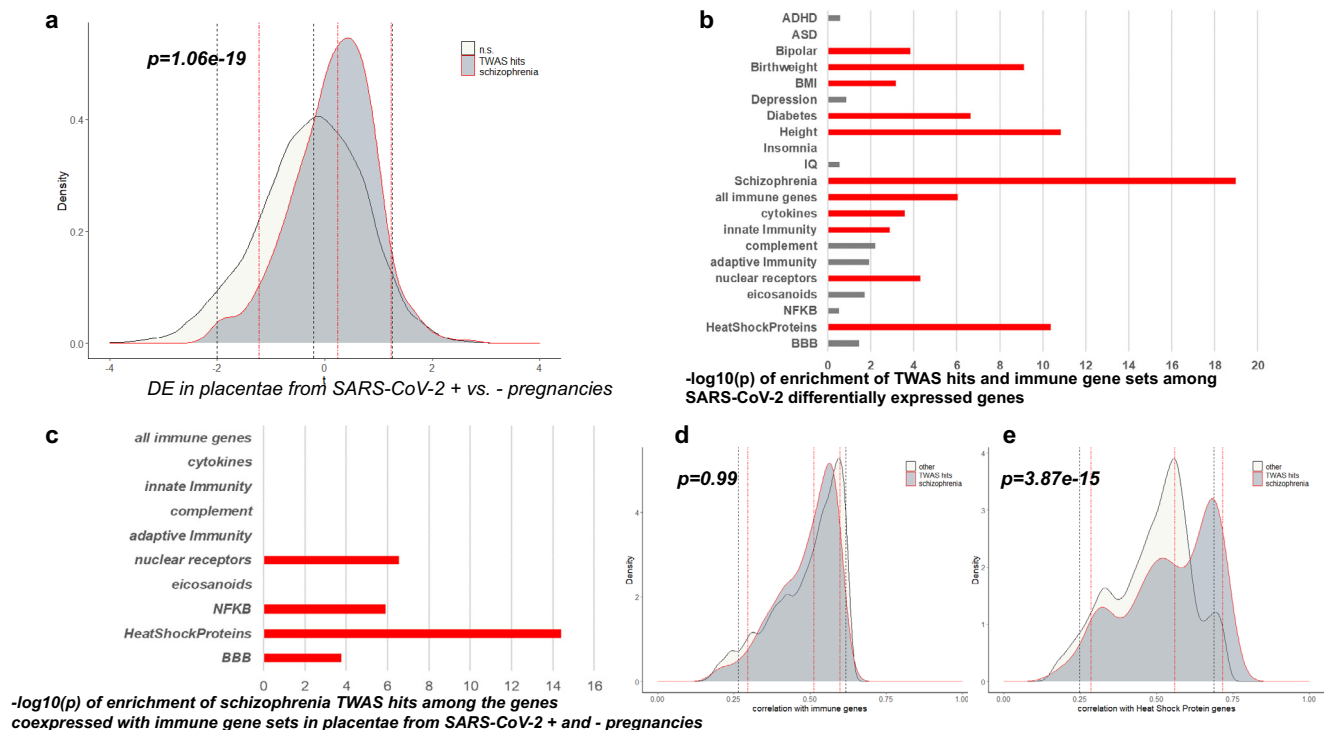 a
p=1.06e-19
n.s.
TWAS hits
schizophrenia
Density
0.0
0.2
0.4
-4
-2
0
2
4
t
DE in placentae from SARS-CoV-2 + vs. - pregnancies
b
ADHD
ASD
Bipolar
Birthweight
BMI
Depression
Diabetes
Height
Insomnia
IQ
Schizophrenia
all immune genes
cytokines
innate Immunity
complement
adaptive Immunity
nuclear receptors
eicosanoids
NFKB
HeatShockProteins
BBB
0 2 4 6 8 10 12 14 16 18 20
-log10(p) of enrichment of TWAS hits and immune gene sets among
SARS-CoV-2 differentially expressed genes
c
all immune genes
cytokines
innate Immunity
complement
adaptive Immunity
nuclear receptors
eicosanoids
NFKB
HeatShockProteins
BBB
0 2 4 6 8 10 12 14 16
-log10(p) of enrichment of schizophrenia TWAS hits among the genes
coexpressed with immune gene sets in placentae from SARS-CoV-2 + and - pregnancies
d
p=0.99
other
TWAS hits
schizophrenia
Density
0
2
4
0.00 0.25 0.50 0.75 1.00
correlation with immune genes
e
p=3.87e-15
other
TWAS hits
schizophrenia
Density
0
1
2
3
4
0.00 0.25 0.50 0.75 1.00
correlation with Heat Shock Protein genes